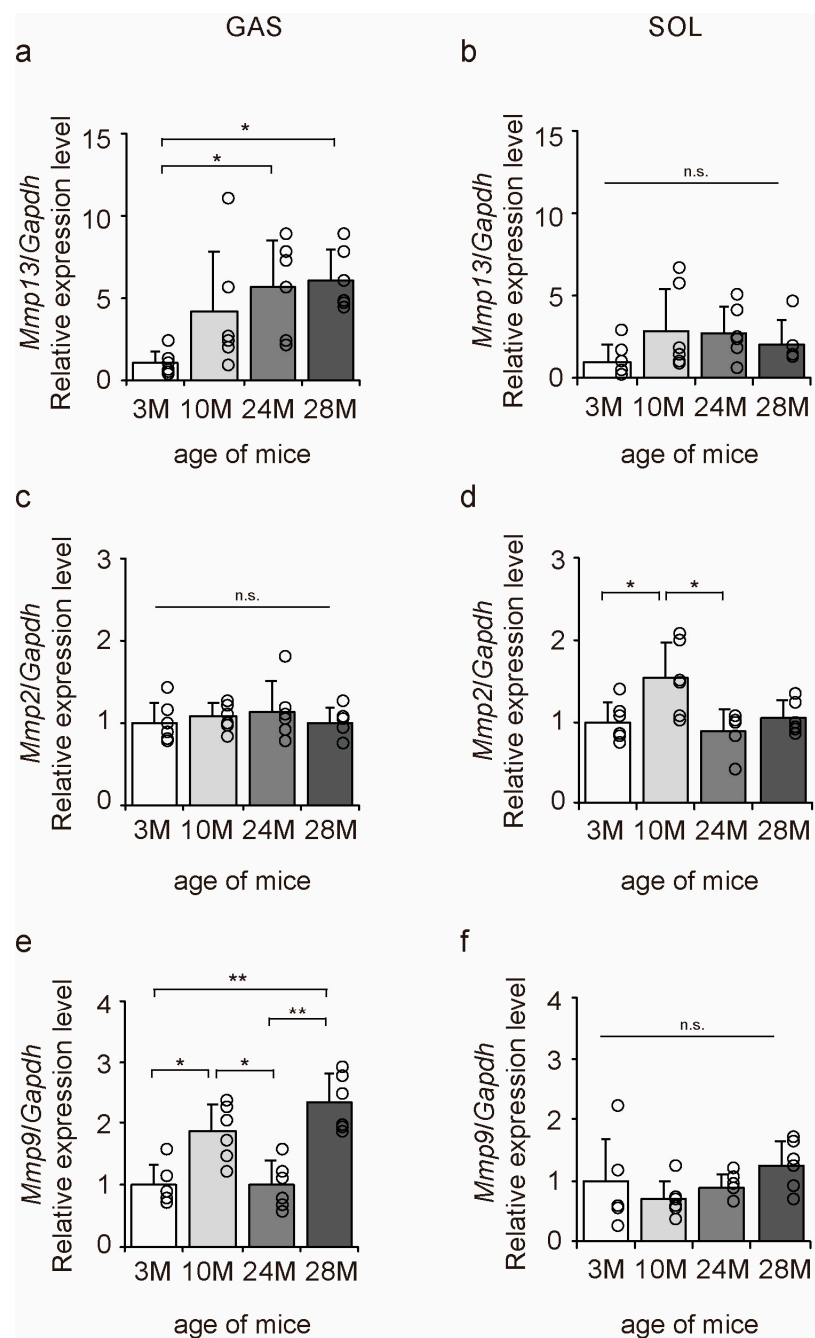 GAS
SOL
a
Mmp13/Gapdh
Relative expression level
15
10
5
0
*
*
3M 10M 24M 28M
age of mice
b
Mmp13/Gapdh
Relative expression level
15
10
5
0
n.s.
3M 10M 24M 28M
age of mice
c
Mmp2/Gapdh
Relative expression level
3
2
1
0
n.s.
3M 10M 24M 28M
age of mice
d
Mmp2/Gapdh
Relative expression level
3
2
1
0
* *
3M 10M 24M 28M
age of mice
e
Mmp9/Gapdh
Relative expression level
4
3
2
1
0
**
**
* *
3M 10M 24M 28M
age of mice
f
Mmp9/Gapdh
Relative expression level
4
3
2
1
0
n.s.
3M 10M 24M 28M
age of mice